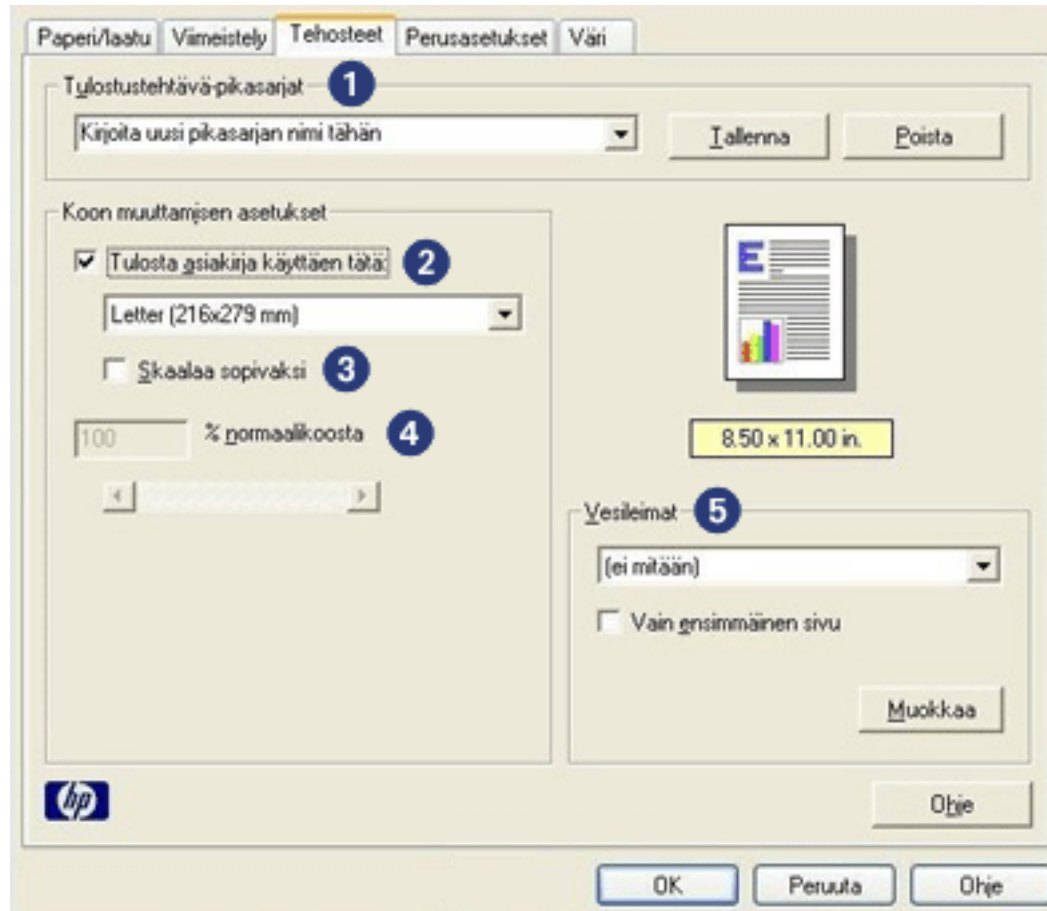 Paperi/laatu Viimeistely Tehosteet Perusasetukset Väri
Tulostustehtävä-pikasarjat 1
Kirjoita uusi pikasarjan nimi tähän Tallenna Poista
Koon muuttamisen asetukset
Tulosta asiakirja käyttäen tätä: 2
Letter (216x279 mm)
Skaalaa sopivaksi 3
100 % normaalikoosta 4
E
8.50 x 11.00 in.
Vesileimat 5
(ei mitään)
Vain ensimmäinen sivu
Muokkaa
hp
Ohje
OK Peruuta Ohje